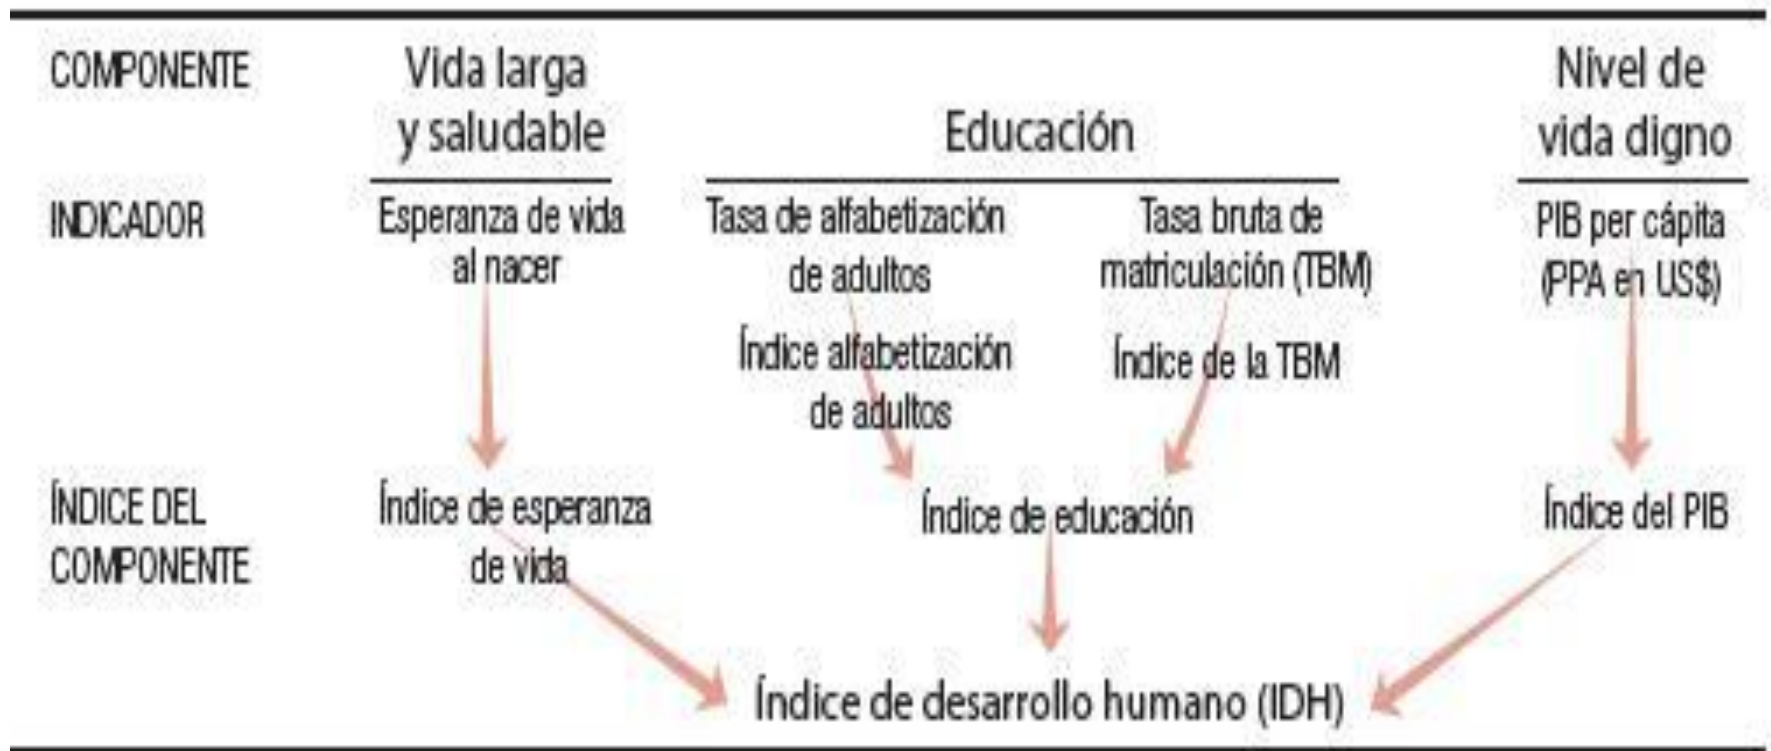 COMPONENTE
Vida larga
y saludable
Educación
Nivel de
vida digno
INDICADOR
Esperanza de vida
al nacer
Tasa de alfabetización
de adultos
Tasa bruta de
matriculación (TBM)
PIB per cápita
(PPA en US$)
Índice alfabetización
de adultos
Índice de la TBM
ÍNDICE DEL
COMPONENTE
Índice de esperanza
de vida
Índice de educación
Índice del PIB
Índice de desarrollo humano (IDH)